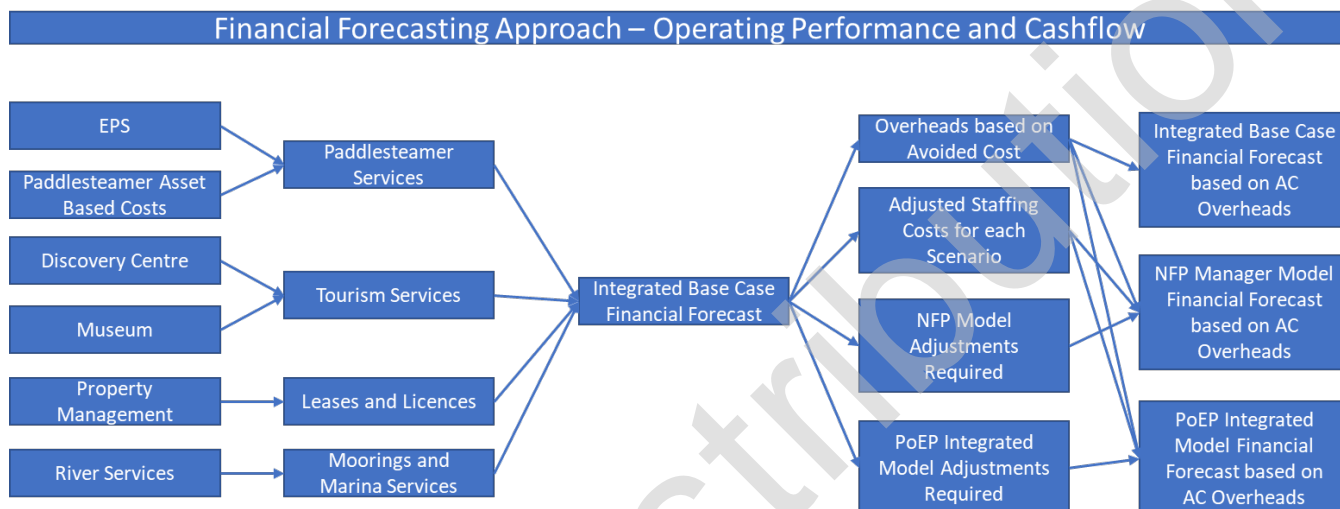 Financial Forecasting Approach – Operating Performance and Cashflow
EPS
Paddlesteamer Asset
Based Costs
Discovery Centre
Museum
Property
Management
River Services
Paddlesteamer
Services
Tourism Services
Leases and Licences
Moorings and
Marina Services
Integrated Base Case
Financial Forecast
Overheads based on
Avoided Cost
Adjusted Staffing
Costs for each
Scenario
NFP Model
Adjustments
Required
PoEP Integrated
Model Adjustments
Required
Integrated Base Case
Financial Forecast
based on AC
Overheads
NFP Manager Model
Financial Forecast
based on AC
Overheads
PoEP Integrated
Model Financial
Forecast based on
AC Overheads
stribution